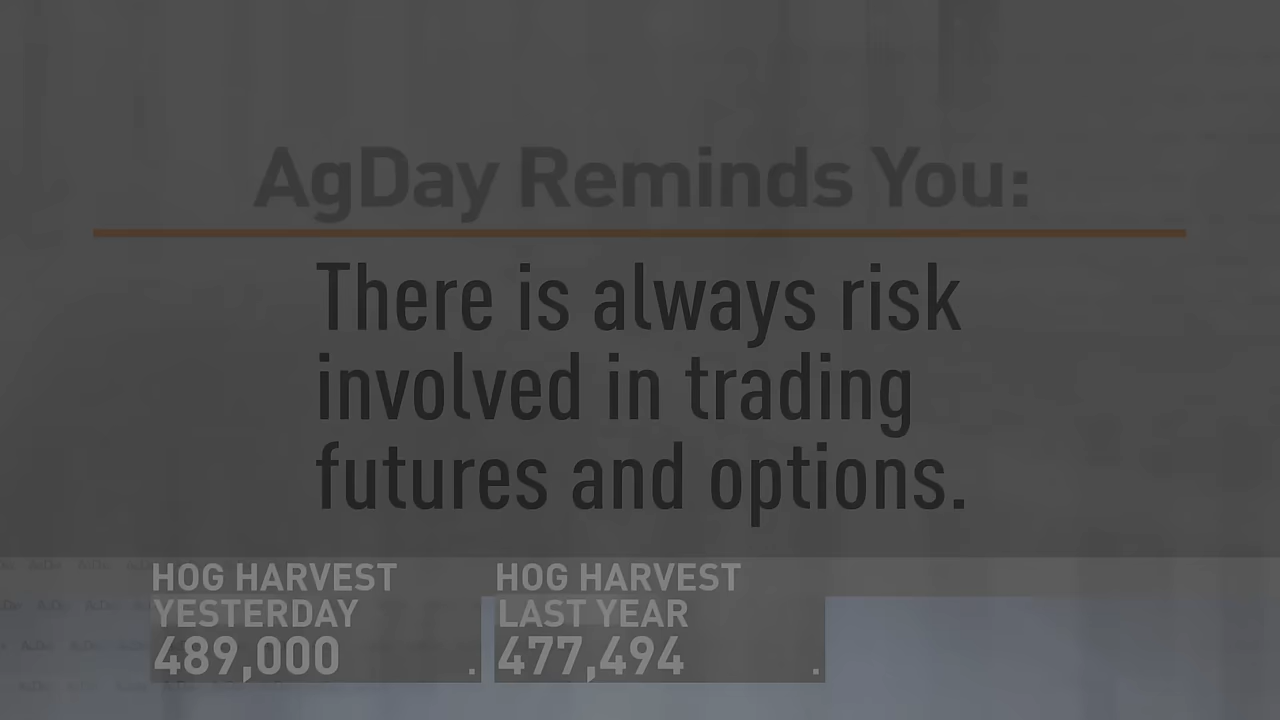 AgDay Reminds You:
There is always risk
involved in trading
futures and options.
HOG HARVEST
YESTERDAY
489,000 .
HOG HARVEST
LAST YEAR
477,494 .